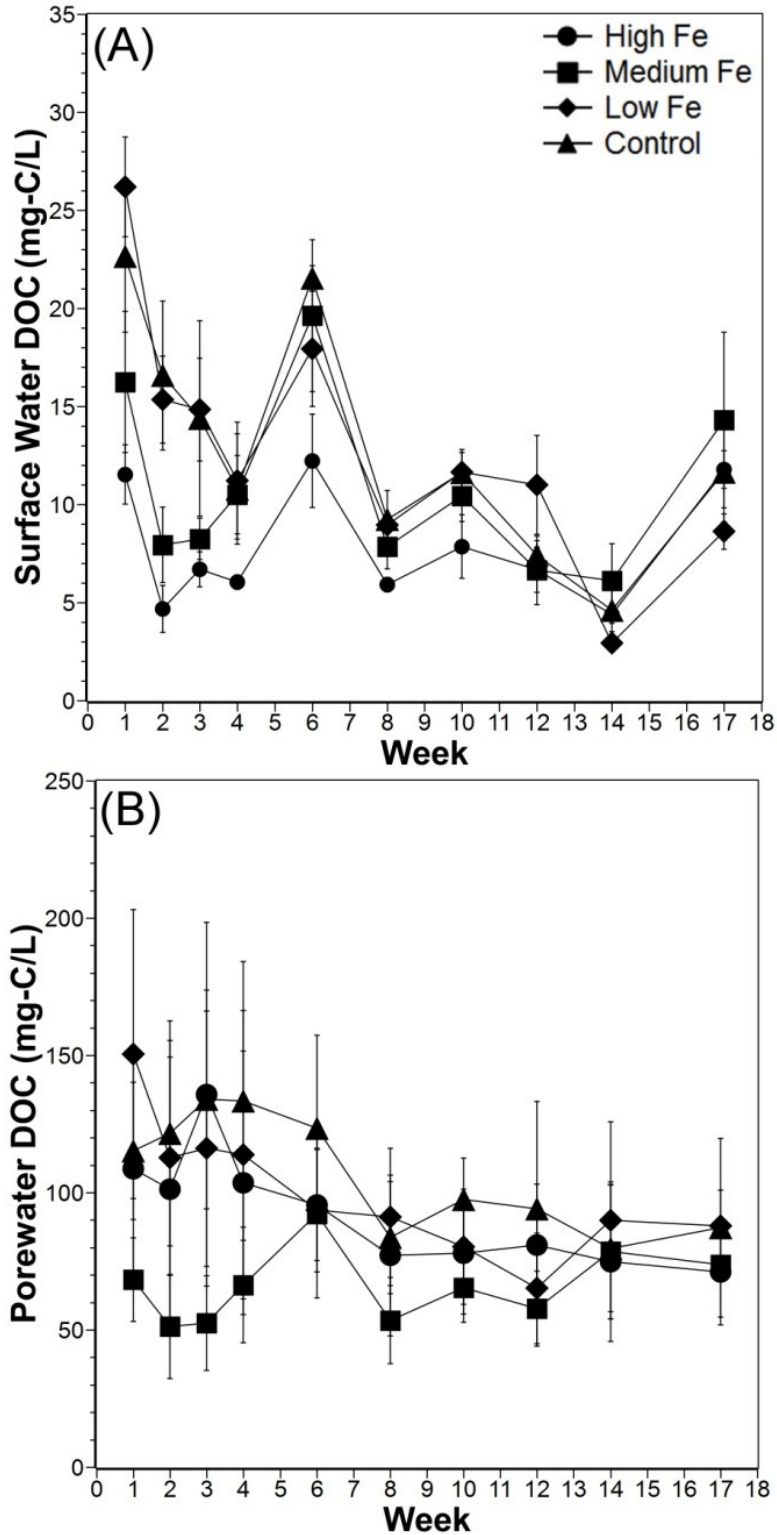 (A)
High Fe
Medium Fe
Low Fe
Control
Surface Water DOC (mg-C/L)
35
30
25
20
15
10
5
0
0 1 2 3 4 5 6 7 8 9 10 11 12 13 14 15 16 17 18
Week
(B)
Porewater DOC (mg-C/L)
250
200
150
100
50
0
0 1 2 3 4 5 6 7 8 9 10 11 12 13 14 15 16 17 18
Week